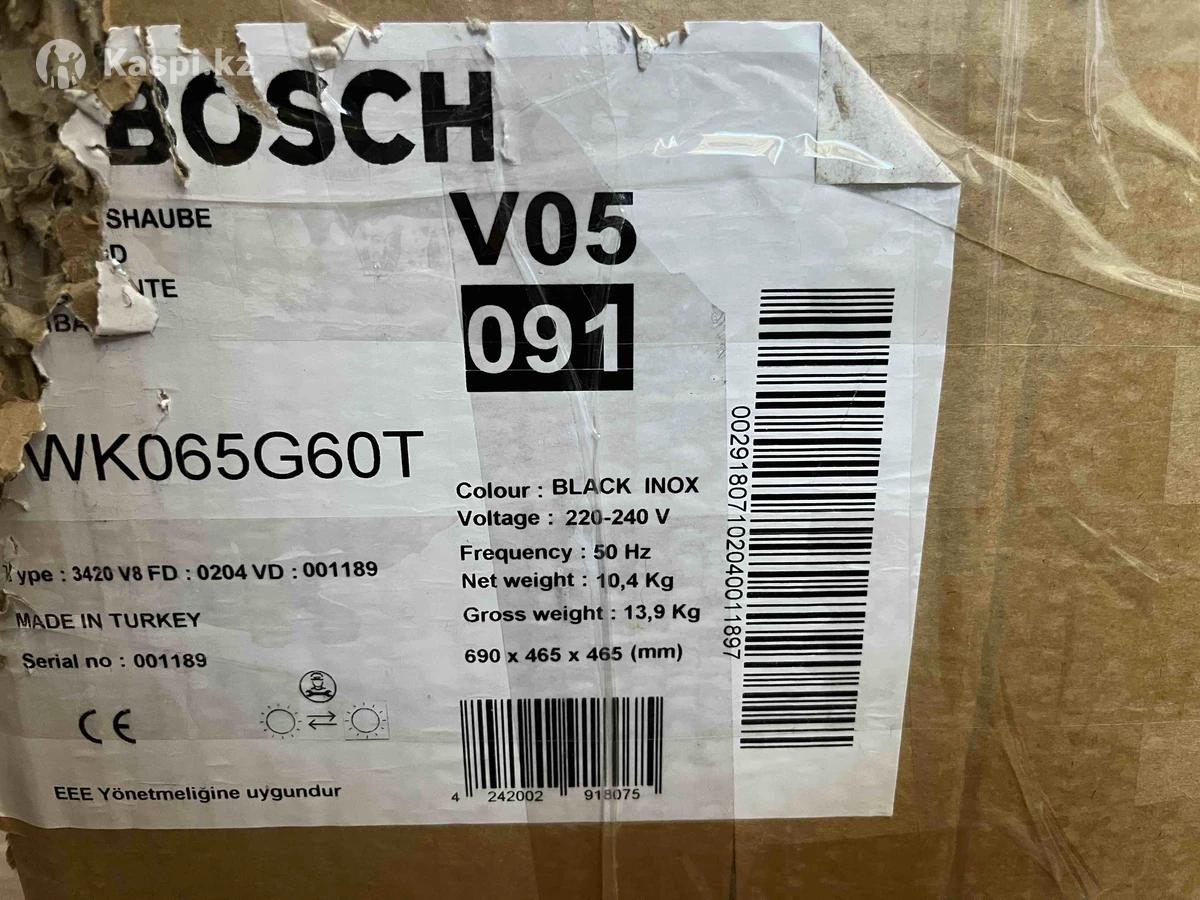 Kaspi.kz
BOSCH
SHAUBE
V05
091
WK065G60T
Colour : BLACK INOX
Voltage : 220-240 V
Frequency : 50 Hz
Net weight : 10,4 Kg
Gross weight : 13,9 Kg
690 x 465 x 465 (mm)
Type : 3420 V8 FD : 0204 VD : 001189
MADE IN TURKEY
Serial no : 001189
CE
EEE Yönetmeliğine uygundur
4 242002 918075
00291807102040011897